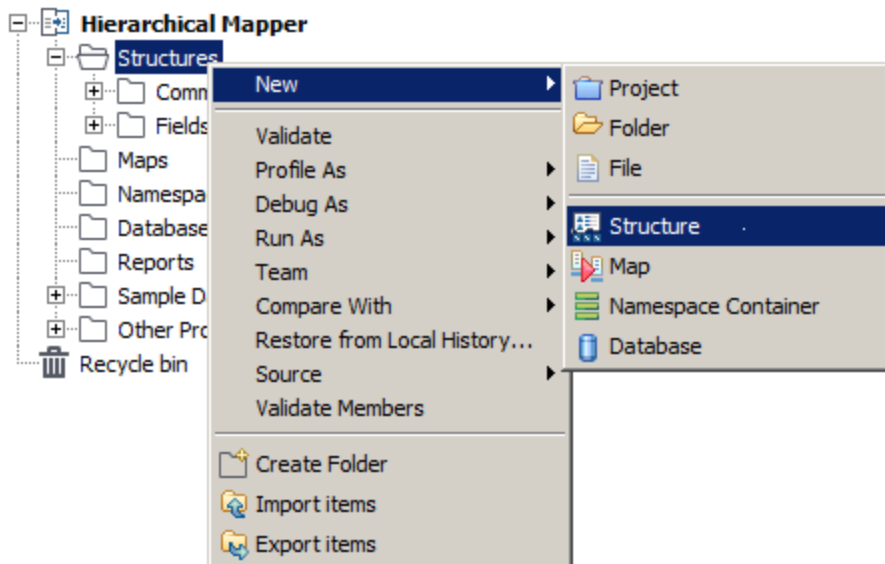 Hierarchical Mapper
Structures
Comm
Fields
Maps
Namespa
Database
Reports
Sample D
Other Pro
Recycle bin
New
Validate
Profile As
Debug As
Run As
Team
Compare With
Restore from Local History...
Source
Validate Members
Create Folder
Import items
Export items
Project
Folder
File
Structure
Map
Namespace Container
Database